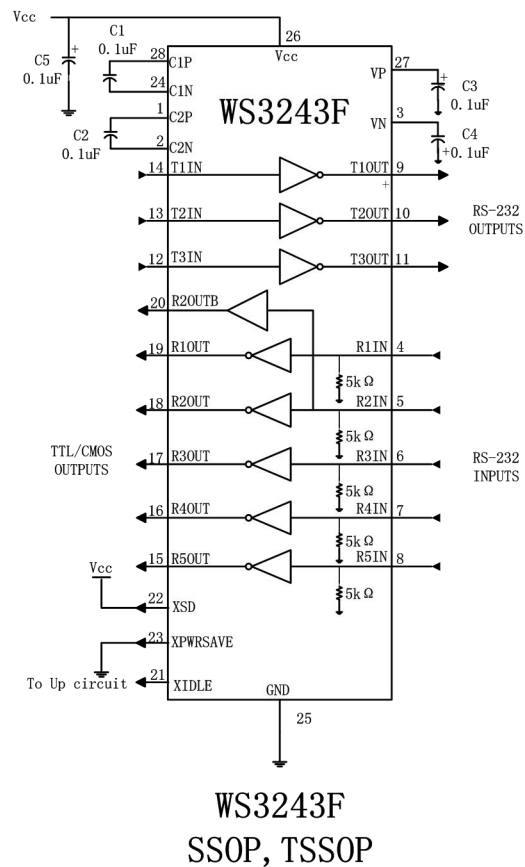 Vcc
26
Vcc
C1
0.1uF
28
C1P
C5
0.1uF
+
24
C1N
1
C2P
C2
0.1uF
2
C2N
WS3243F
27
VP
+
C3
0.1uF
3
VN
C4
+0.1uF
14 T1IN T1OUT 9
+
13 T2IN T2OUT 10
RS-232
OUTPUTS
12 T3IN T3OUT 11
20 R2OUTB
19 R1OUT R1IN 4
5kΩ
18 R2OUT R2IN 5
5kΩ
TTL/CMOS
OUTPUTS
17 R3OUT R3IN 6
RS-232
INPUTS
5kΩ
16 R4OUT R4IN 7
5kΩ
15 R5OUT R5IN 8
5kΩ
Vcc
22 XSD
23 XPWRSAVE
To Up circuit
21 XIDLE
GND
25
WS3243F
SSOP, TSSOP